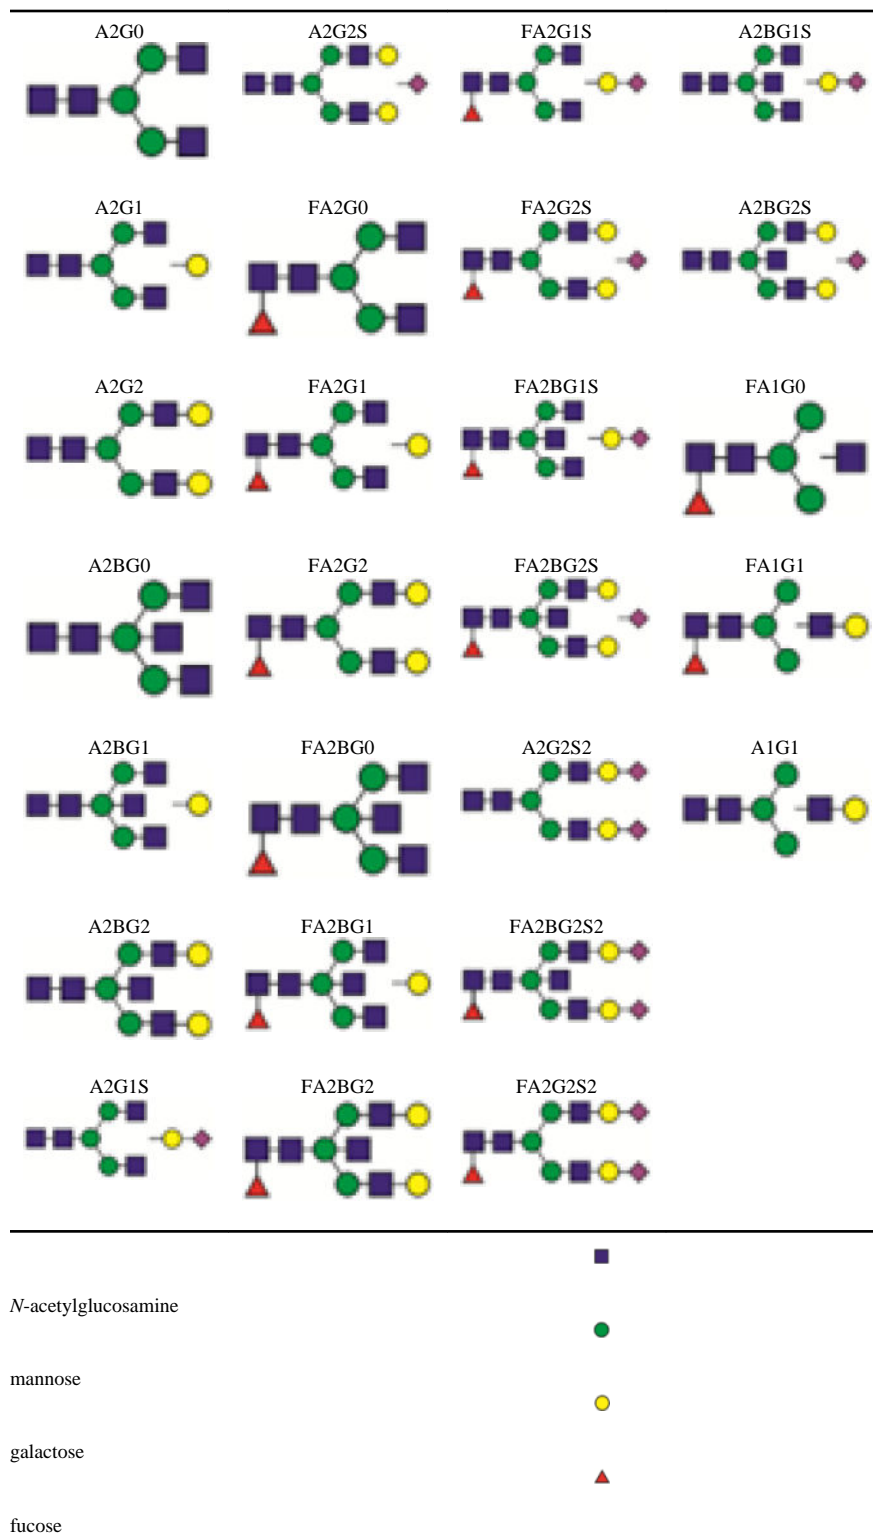 A2G0 A2G2S FA2G1S A2BG1S
A2G1 FA2G0 FA2G2S A2BG2S
A2G2 FA2G1 FA2BG1S FA1G0
A2BG0 FA2G2 FA2BG2S FA1G1
A2BG1 FA2BG0 A2G2S2 A1G1
A2BG2 FA2BG1 FA2BG2S2
A2G1S FA2BG2 FA2G2S2
N-acetylglucosamine
mannose
galactose
fucose